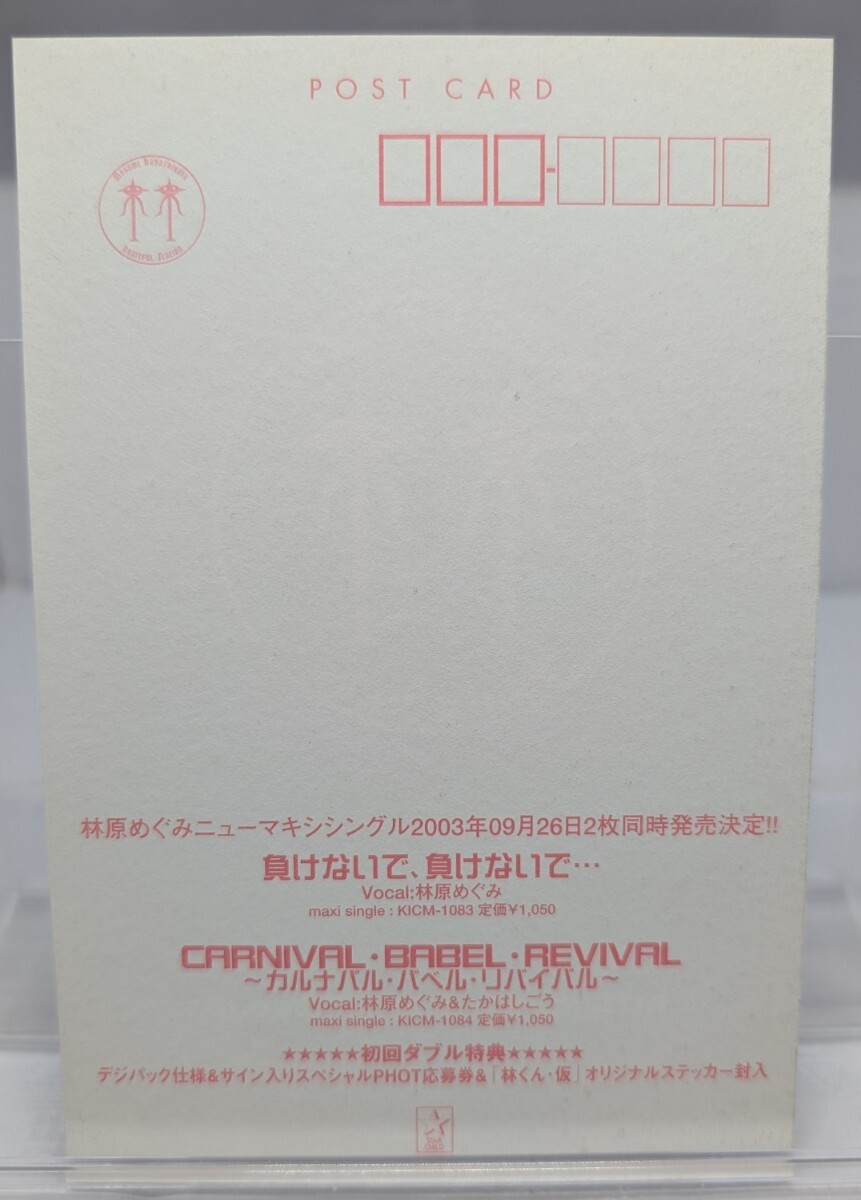 POST CARD
Megumi Hayashibara
林原めぐみニューマキシシングル2003年09月26日2枚同時発売決定!!
負けないで、負けないで…
Vocal:林原めぐみ
maxi single : KICM-1083 定価¥1,050
CARNIVAL・BABEL・REVIVAL
～カルナバル・バベル・リバイバル～
Vocal:林原めぐみ&たかはしごう
maxi single : KICM-1084 定価¥1,050
★★★★★初回ダブル特典★★★★★
デジパック仕様&サイン入りスペシャルPHOT応募券&「林くん・仮」オリジナルステッカー封入
STAR
CHILD